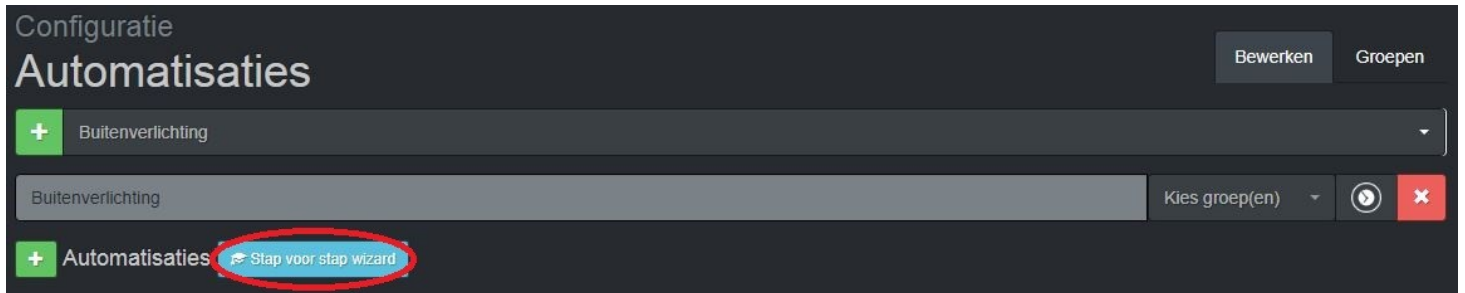 Configuratie
Automatisaties
Bewerken
Groepen
Buitenverlichting
Buitenverlichting
Kies groep(en)
Automatisaties
Stap voor stap wizard